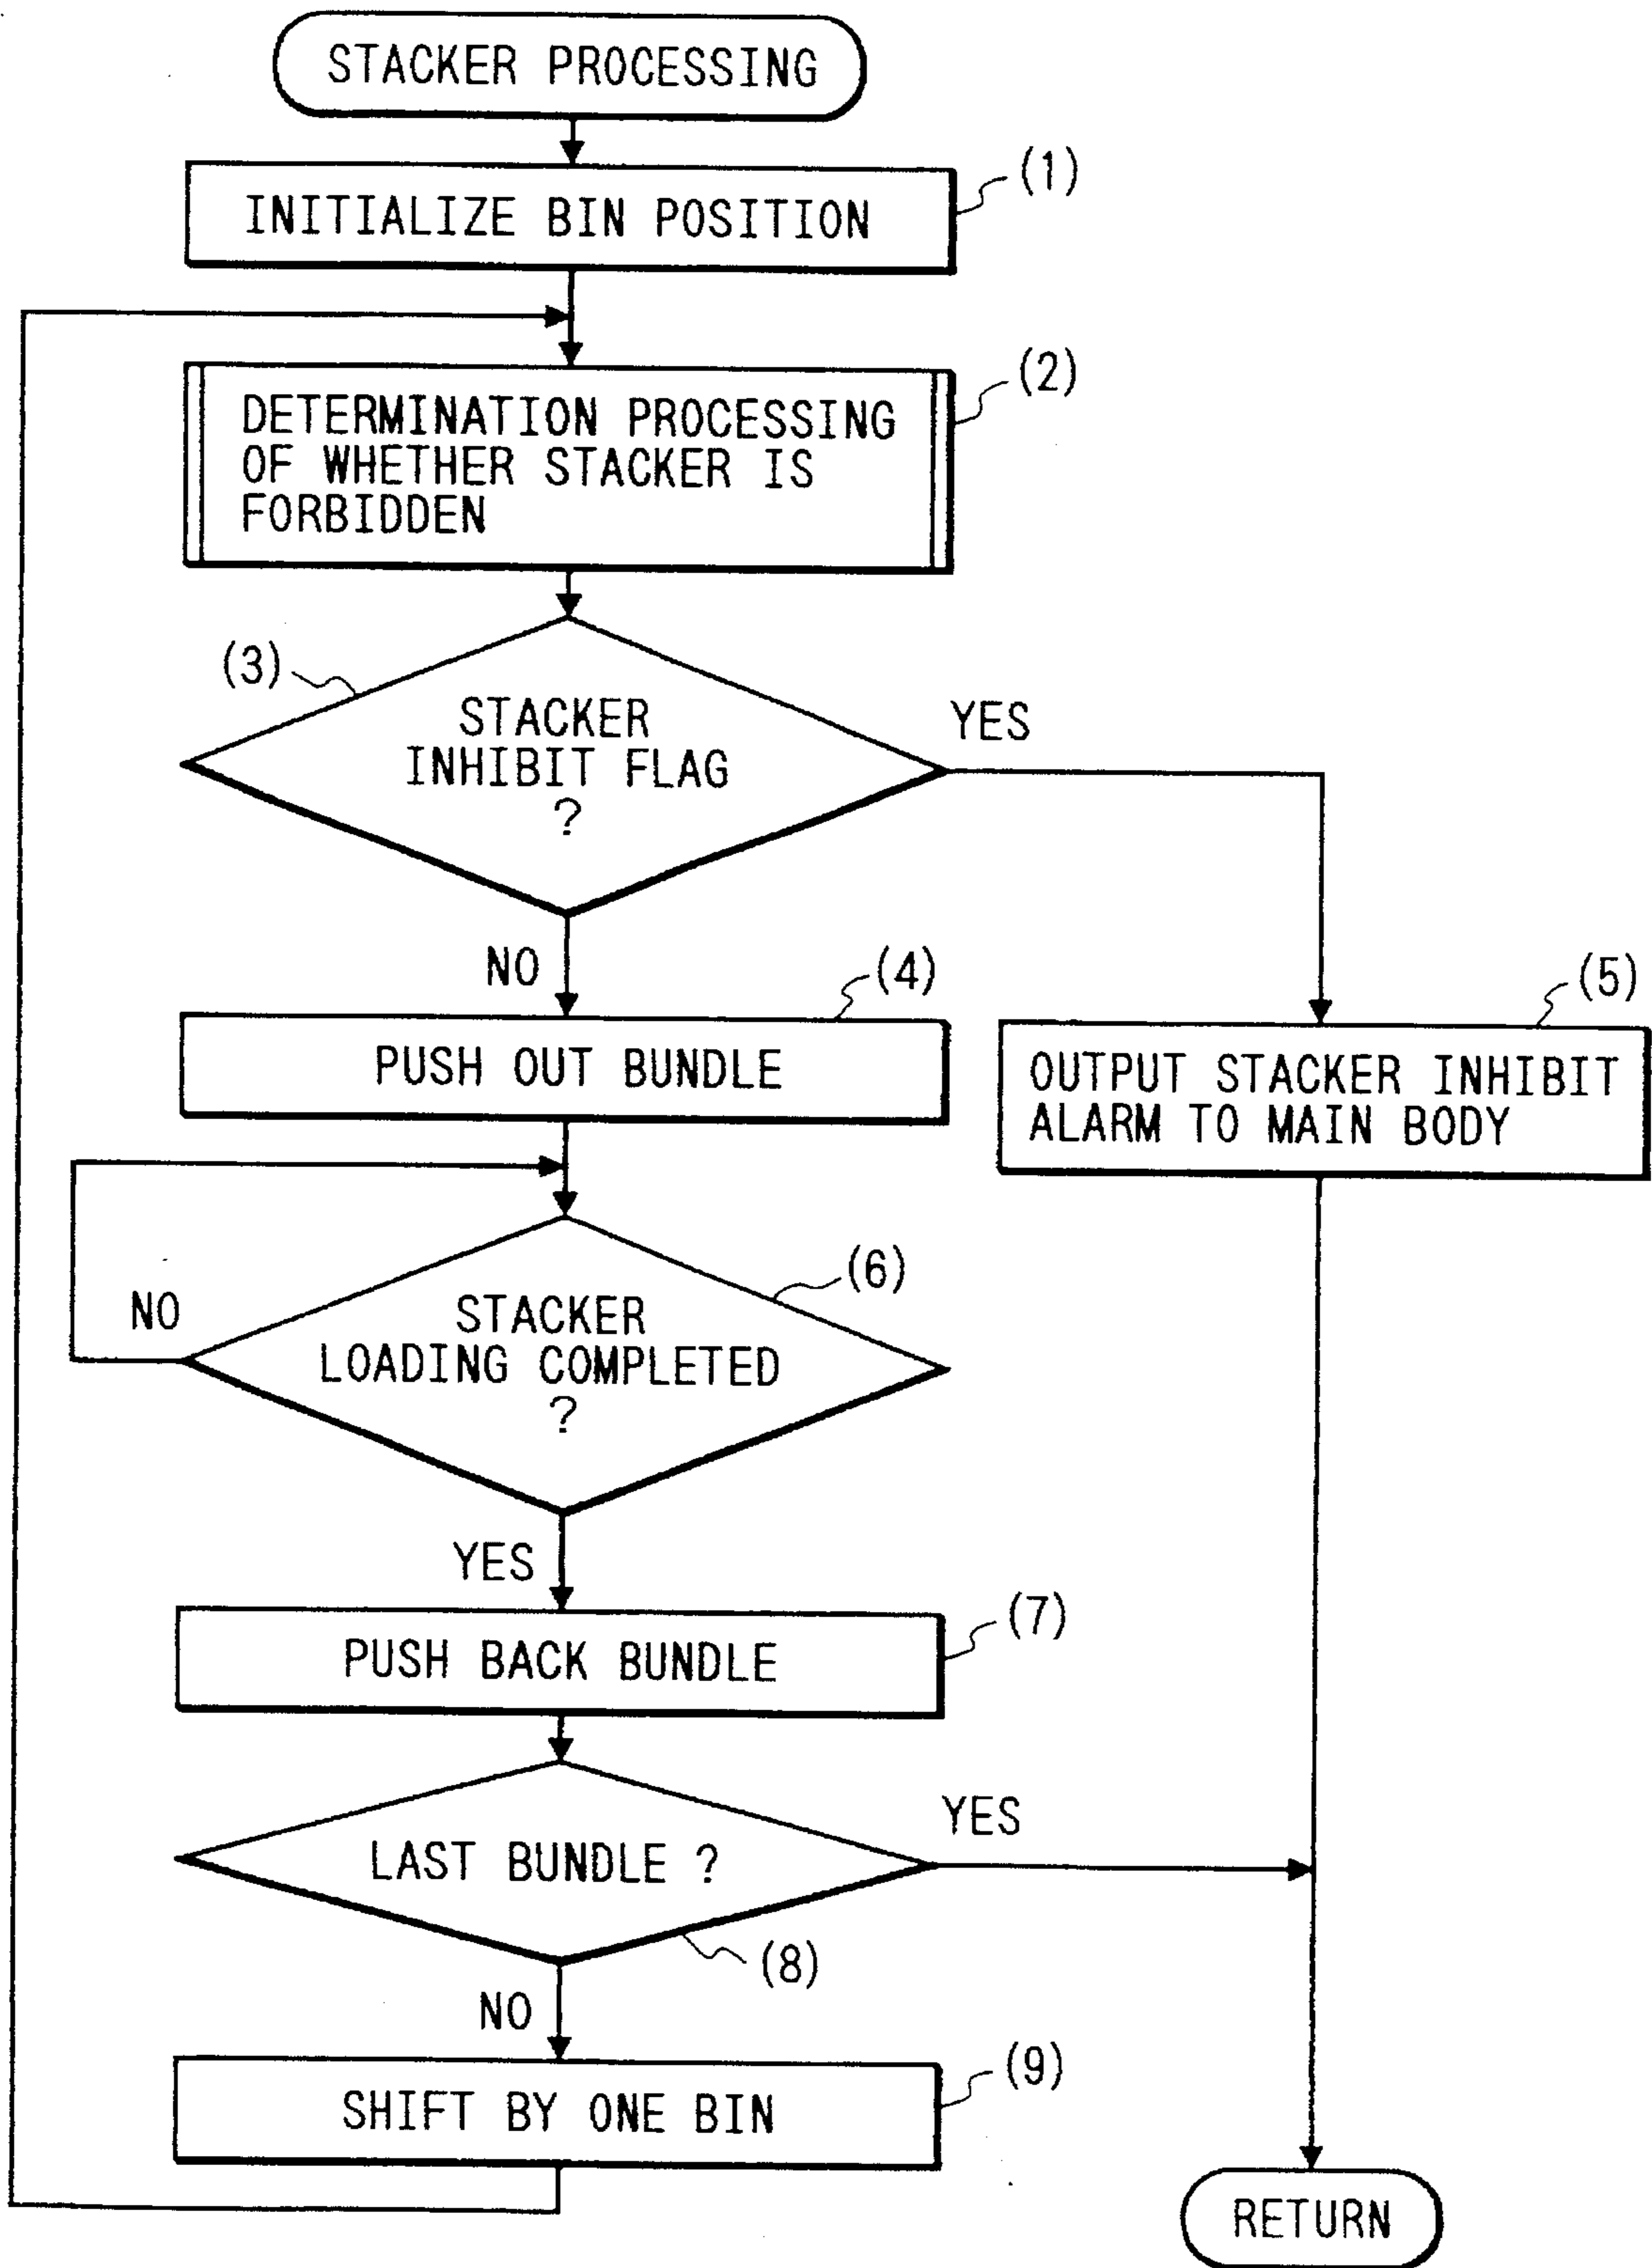 STACKER PROCESSING
(1)
INITIALIZE BIN POSITION
(2)
DETERMINATION PROCESSING
OF WHETHER STACKER IS
FORBIDDEN
(3)
STACKER
INHIBIT FLAG
?
YES
NO
(4)
PUSH OUT BUNDLE
(5)
OUTPUT STACKER INHIBIT
ALARM TO MAIN BODY
(6)
STACKER
LOADING COMPLETED
?
NO
YES
(7)
PUSH BACK BUNDLE
LAST BUNDLE ?
YES
(8)
NO
(9)
SHIFT BY ONE BIN
RETURN